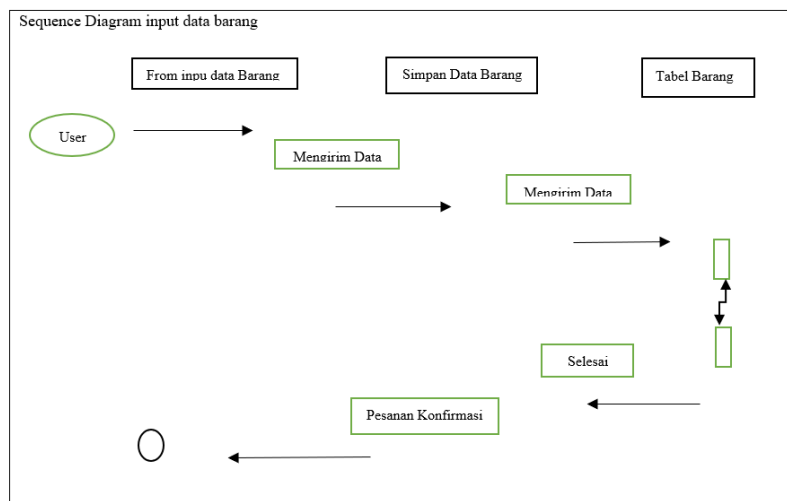 Sequence Diagram input data barang
From inpu data Barang
Simpan Data Barang
Tabel Barang
User
Mengirim Data
Mengirim Data
Selesai
Pesanan Konfirmasi